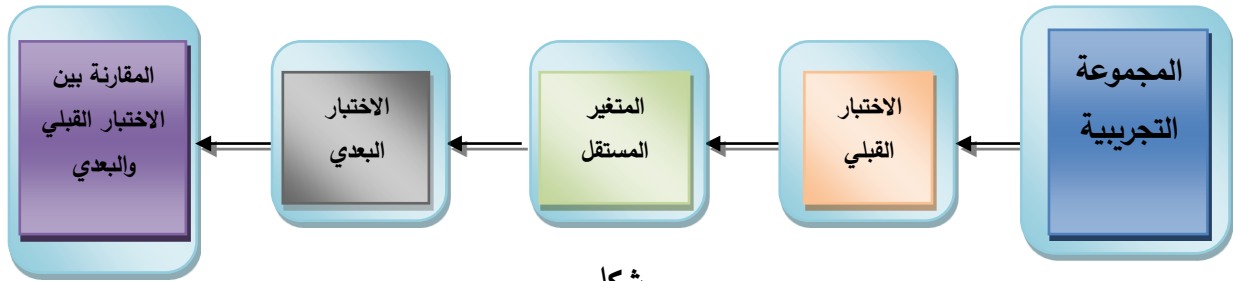 المجموعة
التجريبية
الاختبار
القبلي
المتغير
المستقل
الاختبار
البعدي
المقارنة بين
الاختبار القبلي
والبعدي